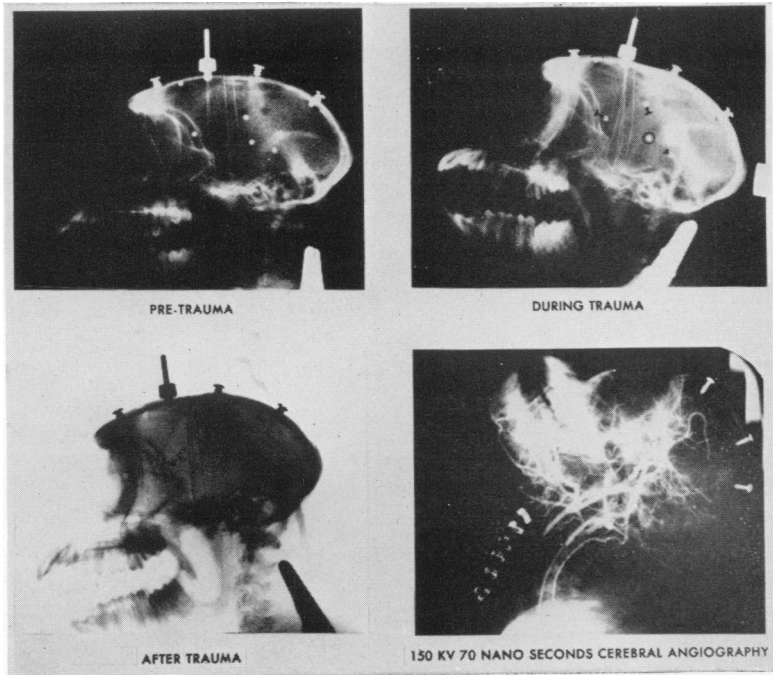 PRE-TRAUMA
DURING TRAUMA
AFTER TRAUMA
150 KV 70 NANO SECONDS CEREBRAL ANGIOGRAPHY